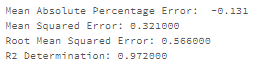 Mean Absolute Percentage Error:  -0.131
Mean Squared Error: 0.321000
Root Mean Squared Error: 0.566000
R2 Determination: 0.972000